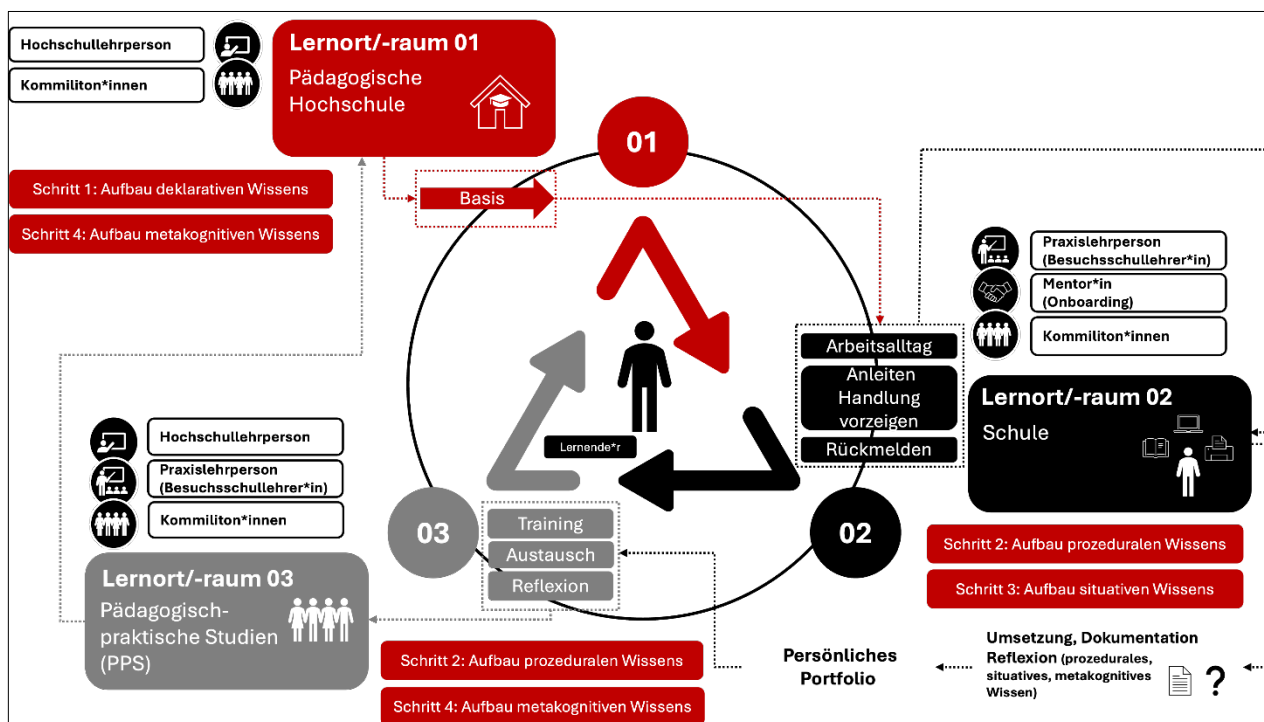 Hochschullehrperson
Kommiliton*innen
Lernort/-raum 01
Pädagogische
Hochschule
01
Schritt 1: Aufbau deklarativen Wissens
Schritt 4: Aufbau metakognitiven Wissens
Basis
Praxislehrperson
(Besuchsschullehrer*in)
Mentor*in
(Onboarding)
Kommiliton*innen
Arbeitsalltag
Anleiten
Handlung
vorzeigen
Rückmelden
Lernort/-raum 02
Schule
02
Lernende*r
Hochschullehrperson
Praxislehrperson
(Besuchsschullehrer*in)
Kommiliton*innen
03
Training
Austausch
Reflexion
Schritt 2: Aufbau prozeduralen Wissens
Schritt 3: Aufbau situativen Wissens
Lernort/-raum 03
Pädagogisch-
praktische Studien
(PPS)
Schritt 2: Aufbau prozeduralen Wissens
Schritt 4: Aufbau metakognitiven Wissens
Persönliches
Portfolio
Umsetzung, Dokumentation
Reflexion (prozedurales,
situatives, metakognitives
Wissen)
?